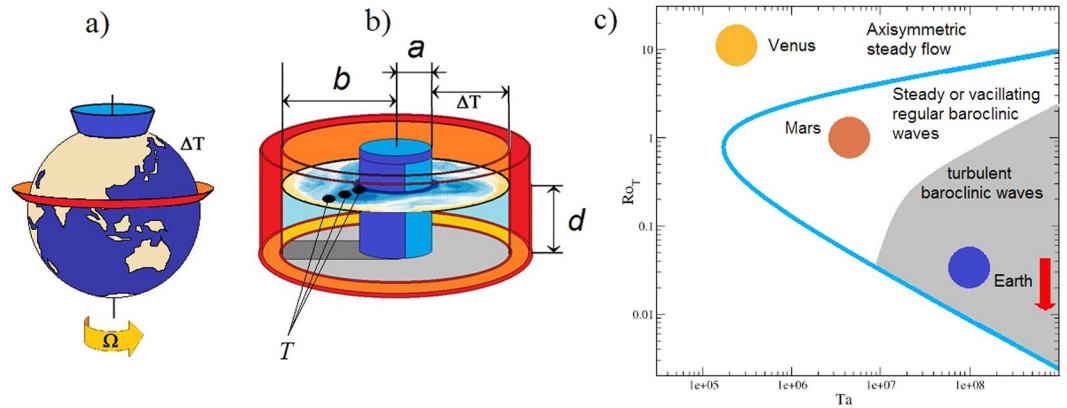 a)
ΔT
Ω
b)
a
b
ΔT
d
T
c)
10
1
0.1
0.01
Ro_T
1e+05
1e+06
1e+07
1e+08
Ta
Venus
Axisymmetric
steady flow
Steady or vacillating
regular baroclinic
waves
Mars
turbulent
baroclinic waves
Earth